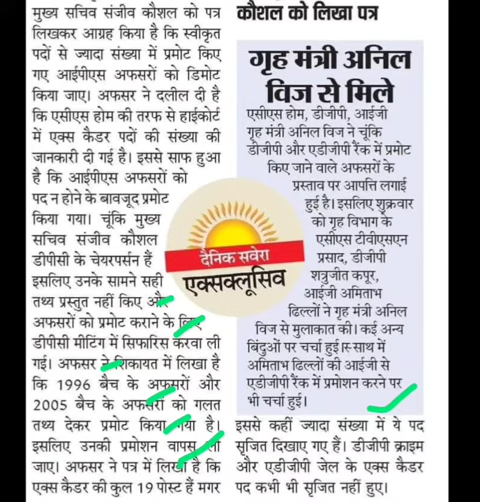 मुख्य सचिव संजीव कौशल को पत्र
लिखकर आग्रह किया है कि स्वीकृत
पदों से ज्यादा संख्या में प्रमोट किए
गए आईपीएस अफसरों को डिमोट
किया जाए। अफसर ने दलील दी है
कि एसीएस होम की तरफ से हाईकोर्ट
में एक्स कैडर पदों की संख्या की
जानकारी दी गई है। इससे साफ हुआ
है कि आईपीएस अफसरों को
पद न होने के बावजूद प्रमोट
किया गया। चूंकि मुख्य
सचिव संजीव कौशल
डीपीसी के चेयरपर्सन हैं
इसलिए उनके सामने सही
तथ्य प्रस्तुत नहीं किए और
अफसरों को प्रमोट कराने के लिए
डीपीसी मीटिंग में सिफारिस करवा ली
गई। अफसर ने शिकायत में लिखा है
कि 1996 बैच के अफसरों और
2005 बैच के अफसरों को गलत
तथ्य देकर प्रमोट किया गया है।
इसलिए उनकी प्रमोशन वापस ली
जाए। अफसर ने पत्र में लिखा है कि
एक्स कैडर की कुल 19 पोस्ट हैं मगर
दैनिक सवेरा
एक्सक्लूसिव
कौशल को लिखा पत्र
गृह मंत्री अनिल
विज से मिले
एसीएस होम, डीजीपी, आईजी
गृह मंत्री अनिल विज ने चूंकि
डीजीपी और एडीजीपी रैंक में प्रमोट
किए जाने वाले अफसरों के
प्रस्ताव पर आपत्ति लगाई
हुई है। इसलिए शुक्रवार
को गृह विभाग के
एसीएस टीवीएसएन
प्रसाद, डीजीपी
शत्रुजीत कपूर,
आईजी अमिताभ
ढिल्लों ने गृह मंत्री अनिल
विज से मुलाकात की। कई अन्य
बिंदुओं पर चर्चा हुई। स्साथ में
अमिताभ ढिल्लों की आईजी से
एडीजीपी रैंक में प्रमोशन करने पर
भी चर्चा हुई।
इससे कहीं ज्यादा संख्या में ये पद
सृजित दिखाए गए हैं। डीजीपी क्राइम
और एडीजीपी जेल के एक्स कैडर
पद कभी भी सृजित नहीं हुए।